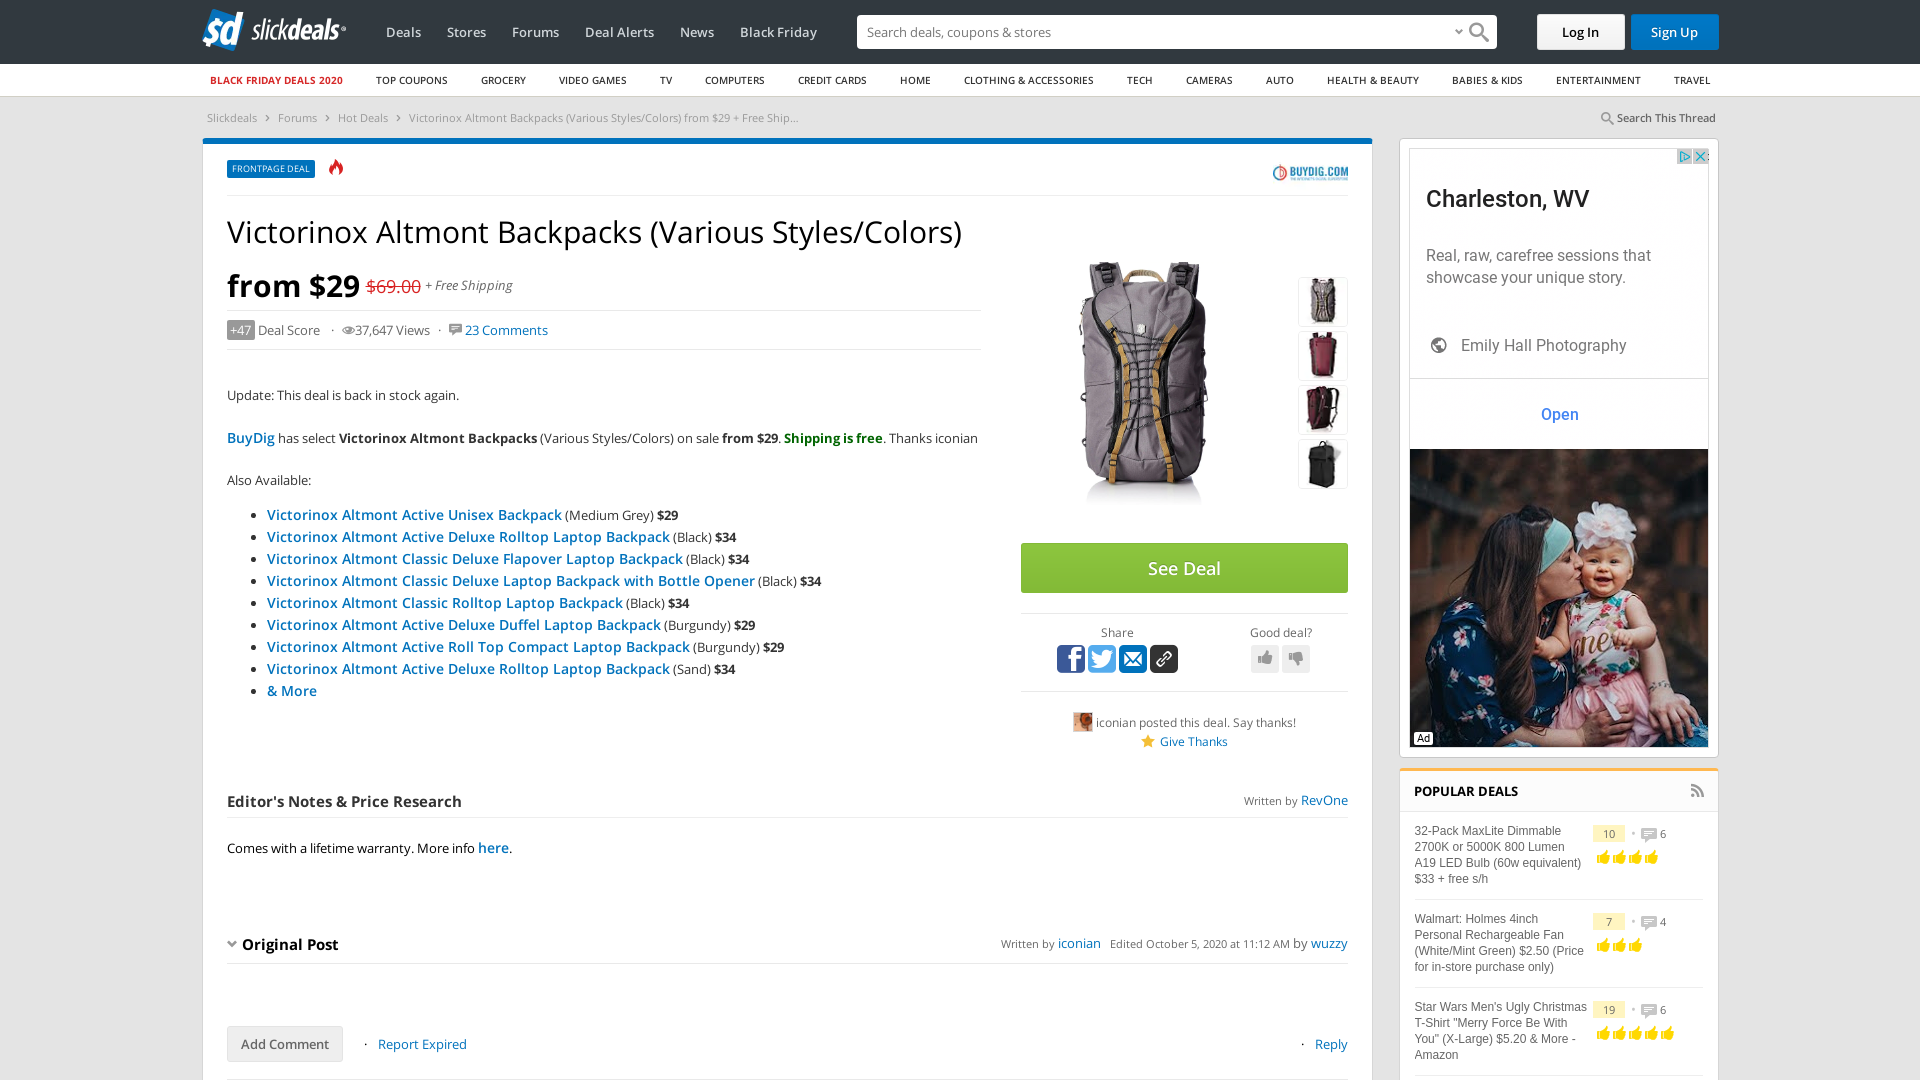 slickdeals
Deals
Stores
Forums
Deal Alerts
News
Black Friday
Search deals, coupons & stores
Log In
Sign Up
BLACK FRIDAY DEALS 2020
TOP COUPONS
GROCERY
VIDEO GAMES
TV
COMPUTERS
CREDIT CARDS
HOME
CLOTHING & ACCESSORIES
TECH
CAMERAS
AUTO
HEALTH & BEAUTY
BABIES & KIDS
ENTERTAINMENT
TRAVEL
Slickdeals > Forums > Hot Deals > Victorinox Altmont Backpacks (Various Styles/Colors) from $29 + Free Ship...
Search This Thread
FRONTPAGE DEAL
BUYDIG.COM
Victorinox Altmont Backpacks (Various Styles/Colors)
from $29 $69.00 + Free Shipping
+47 Deal Score · 37,647 Views · 23 Comments
Update: This deal is back in stock again.
BuyDig has select Victorinox Altmont Backpacks (Various Styles/Colors) on sale from $29. Shipping is free. Thanks iconian
Also Available:
Victorinox Altmont Active Unisex Backpack (Medium Grey) $29
Victorinox Altmont Active Deluxe Rolltop Laptop Backpack (Black) $34
Victorinox Altmont Classic Deluxe Flapover Laptop Backpack (Black) $34
Victorinox Altmont Classic Deluxe Laptop Backpack with Bottle Opener (Black) $34
Victorinox Altmont Classic Rolltop Laptop Backpack (Black) $34
Victorinox Altmont Active Deluxe Duffel Laptop Backpack (Burgundy) $29
Victorinox Altmont Active Roll Top Compact Laptop Backpack (Burgundy) $29
Victorinox Altmont Active Deluxe Rolltop Laptop Backpack (Sand) $34
& More
See Deal
Share
Good deal?
iconian posted this deal. Say thanks!
Give Thanks
Editor's Notes & Price Research
Written by RevOne
Comes with a lifetime warranty. More info here.
Original Post
Written by iconian Edited October 5, 2020 at 11:12 AM by wuzzy
Add Comment
· Report Expired
· Reply
Charleston, WV
Real, raw, carefree sessions that
showcase your unique story.
Emily Hall Photography
Open
one
Ad
POPULAR DEALS
32-Pack MaxLite Dimmable
2700K or 5000K 800 Lumen
A19 LED Bulb (60w equivalent)
$33 + free s/h
10 · 6
Walmart: Holmes 4inch
Personal Rechargeable Fan
(White/Mint Green) $2.50 (Price
for in-store purchase only)
7 · 4
Star Wars Men's Ugly Christmas
T-Shirt "Merry Force Be With
You" (X-Large) $5.20 & More -
Amazon
19 · 6